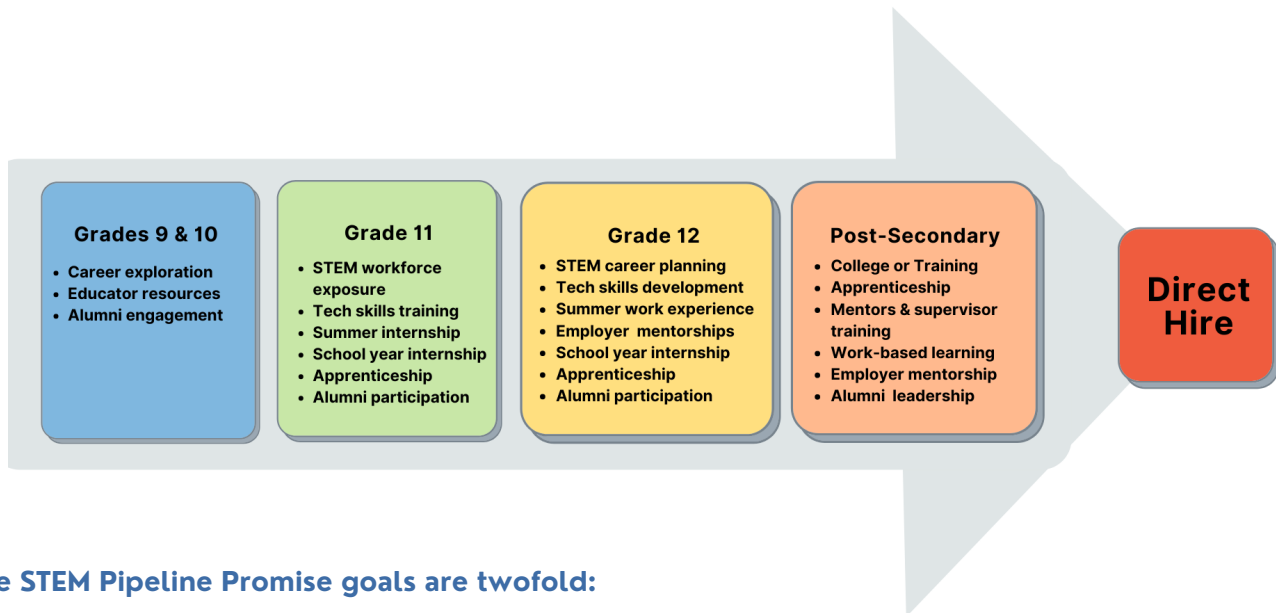 Grades 9 & 10
• Career exploration
• Educator resources
• Alumni engagement
Grade 11
• STEM workforce
exposure
• Tech skills training
• Summer internship
• School year internship
• Apprenticeship
• Alumni participation
Grade 12
• STEM career planning
• Tech skills development
• Summer work experience
• Employer mentorships
• School year internship
• Apprenticeship
• Alumni participation
Post-Secondary
• College or Training
• Apprenticeship
• Mentors & supervisor
training
• Work-based learning
• Employer mentorship
• Alumni leadership
Direct
Hire
e STEM Pipeline Promise goals are twofold: